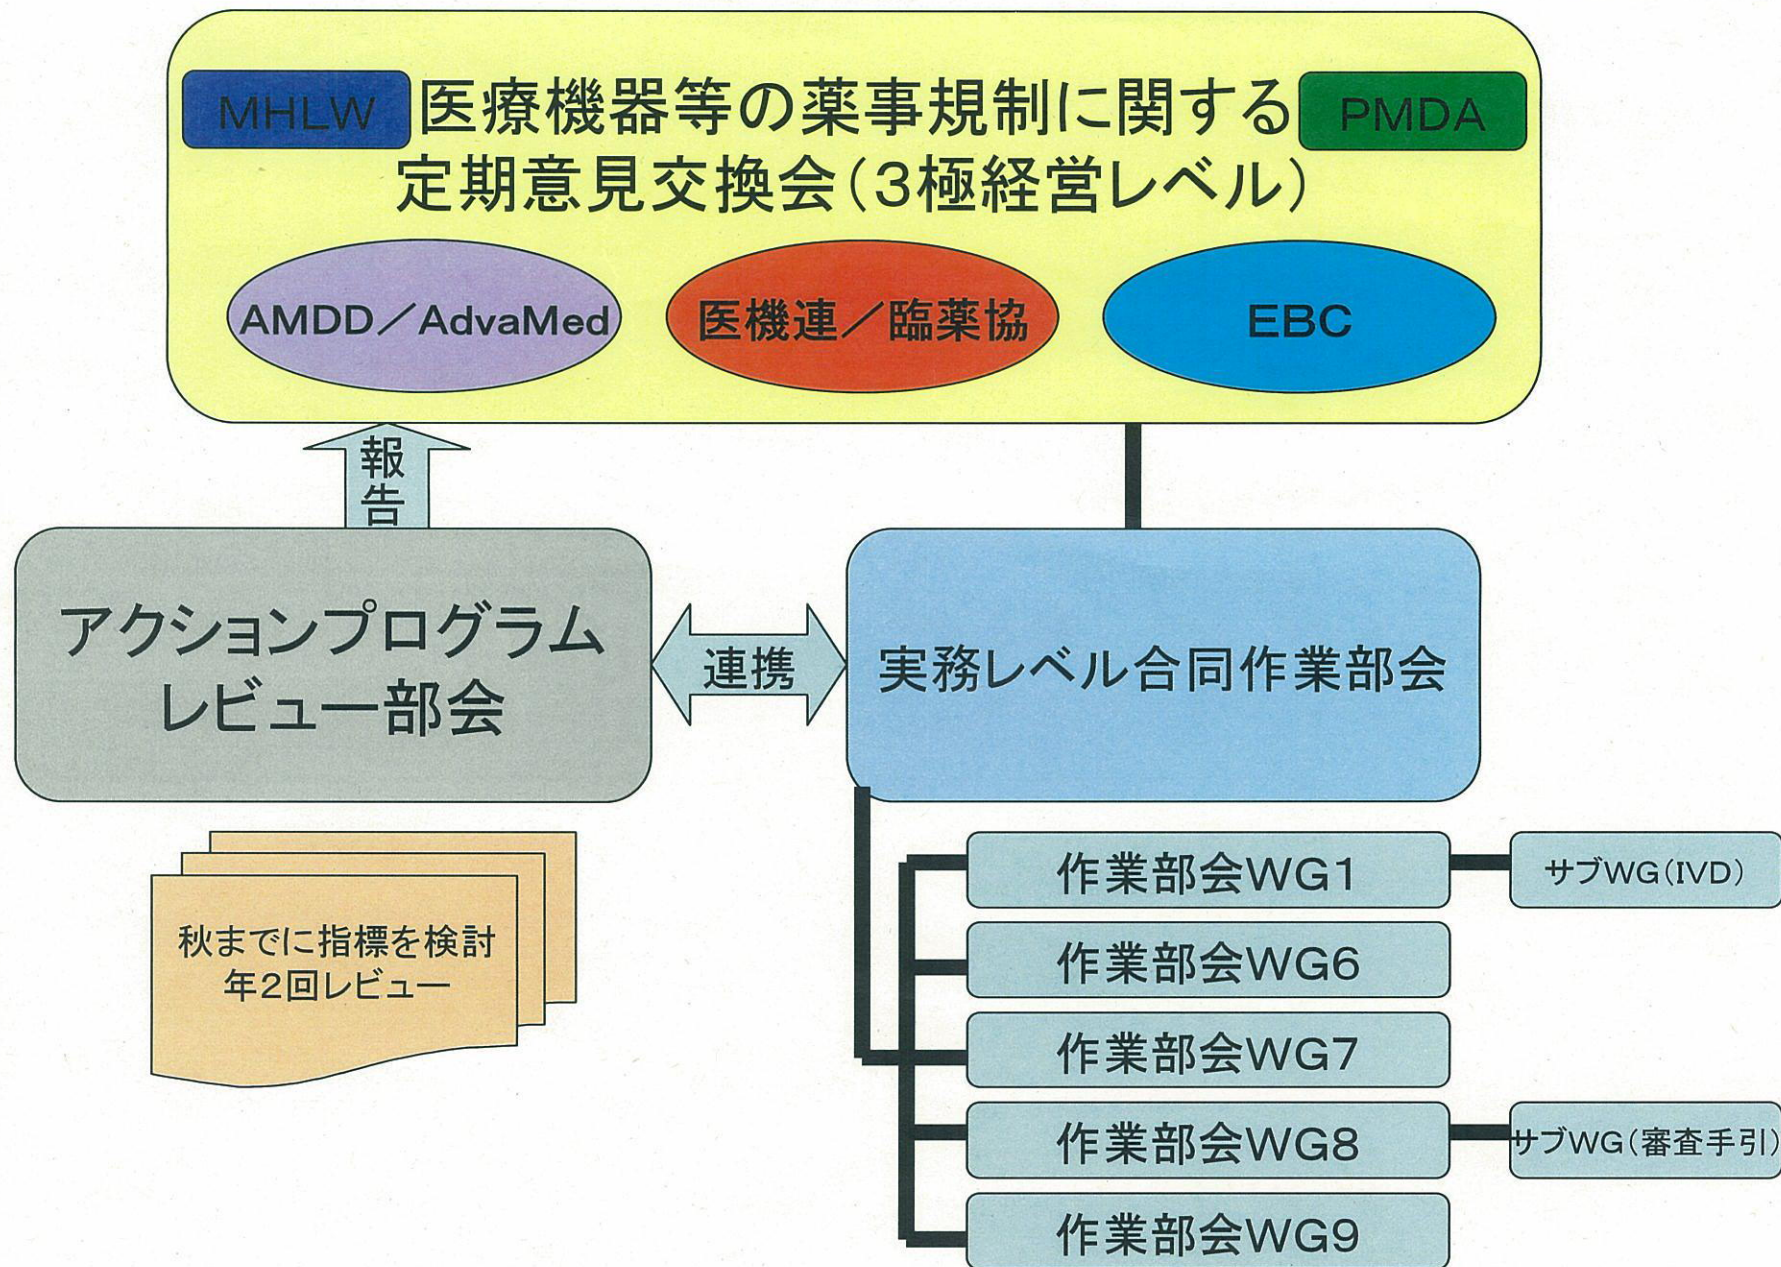 MHLW
医療機器等の薬事規制に関する
PMDA
定期意見交換会（３極経営レベル）
AMDD／AdvaMed
医機連／臨薬協
EBC
報
告
アクションプログラム
レビュー部会
連携
実務レベル合同作業部会
秋までに指標を検討
年２回レビュー
作業部会WG1
サブWG（IVD）
作業部会WG6
作業部会WG7
作業部会WG8
サブWG（審査手引）
作業部会WG9